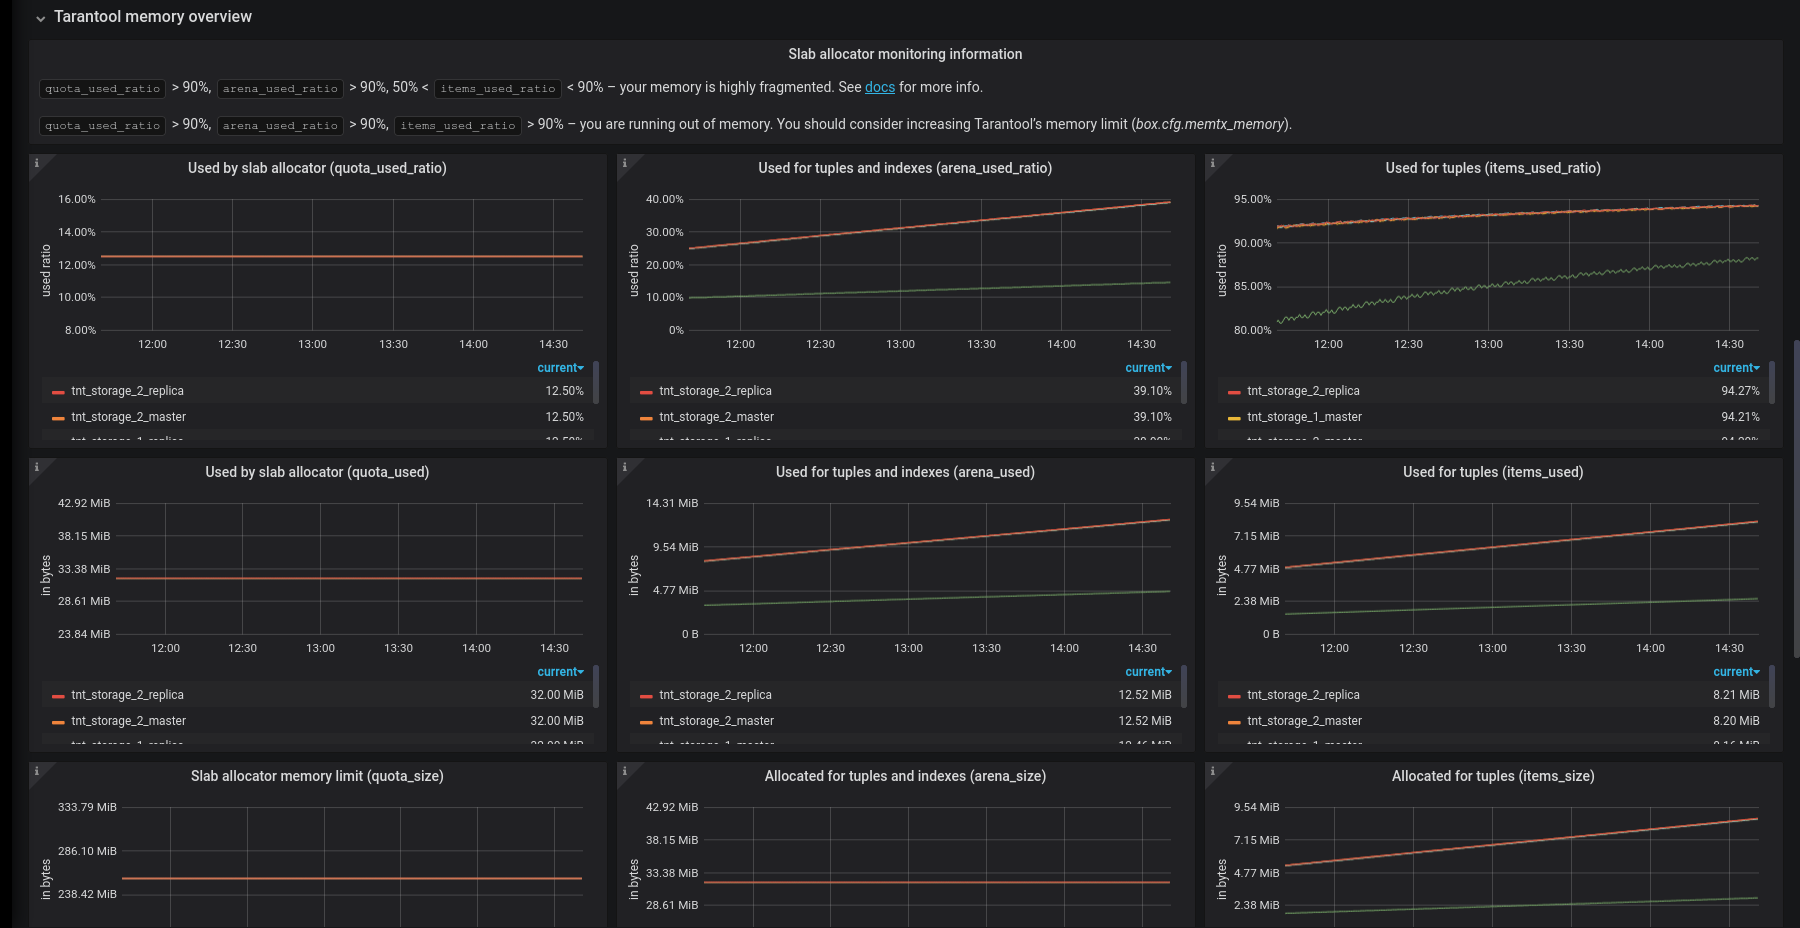 Tarantool memory overview
Slab allocator monitoring information
quota_used_ratio > 90%, arena_used_ratio > 90%, 50% < items_used_ratio < 90% – your memory is highly fragmented. See docs for more info.
quota_used_ratio > 90%, arena_used_ratio > 90%, items_used_ratio > 90% – you are running out of memory. You should consider increasing Tarantool’s memory limit (box.cfg.memtx_memory).
Used by slab allocator (quota_used_ratio)
used ratio
16.00%
14.00%
12.00%
10.00%
8.00%
12:00 12:30 13:00 13:30 14:00 14:30
current
tnt_storage_2_replica 12.50%
tnt_storage_2_master 12.50%
tnt_storage_1_replica 12.50%
Used for tuples and indexes (arena_used_ratio)
used ratio
40.00%
30.00%
20.00%
10.00%
0%
12:00 12:30 13:00 13:30 14:00 14:30
current
tnt_storage_2_replica 39.10%
tnt_storage_2_master 39.10%
tnt_storage_1_replica
Used for tuples (items_used_ratio)
used ratio
95.00%
90.00%
85.00%
80.00%
12:00 12:30 13:00 13:30 14:00 14:30
current
tnt_storage_2_replica 94.27%
tnt_storage_1_master 94.21%
tnt_storage_2_master
Used by slab allocator (quota_used)
in bytes
42.92 MiB
38.15 MiB
33.38 MiB
28.61 MiB
23.84 MiB
12:00 12:30 13:00 13:30 14:00 14:30
current
tnt_storage_2_replica 32.00 MiB
tnt_storage_2_master 32.00 MiB
tnt_storage_1_replica 32.00 MiB
Used for tuples and indexes (arena_used)
in bytes
14.31 MiB
9.54 MiB
4.77 MiB
0 B
12:00 12:30 13:00 13:30 14:00 14:30
current
tnt_storage_2_replica 12.52 MiB
tnt_storage_2_master 12.52 MiB
tnt_storage_1_master 12.46 MiB
Used for tuples (items_used)
in bytes
9.54 MiB
7.15 MiB
4.77 MiB
2.38 MiB
0 B
12:00 12:30 13:00 13:30 14:00 14:30
current
tnt_storage_2_replica 8.21 MiB
tnt_storage_2_master 8.20 MiB
tnt_storage_1_master 8.16 MiB
Slab allocator memory limit (quota_size)
in bytes
333.79 MiB
286.10 MiB
238.42 MiB
Allocated for tuples and indexes (arena_size)
in bytes
42.92 MiB
38.15 MiB
33.38 MiB
28.61 MiB
Allocated for tuples (items_size)
in bytes
9.54 MiB
7.15 MiB
4.77 MiB
2.38 MiB